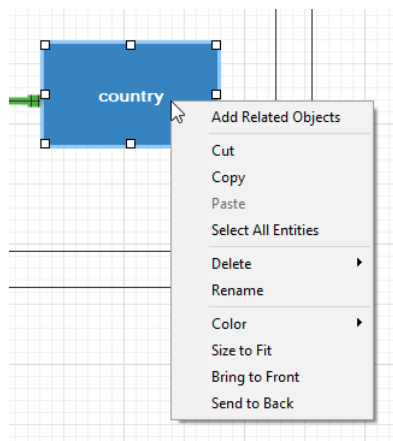 country
Add Related Objects
Cut
Copy
Paste
Select All Entities
Delete
Rename
Color
Size to Fit
Bring to Front
Send to Back